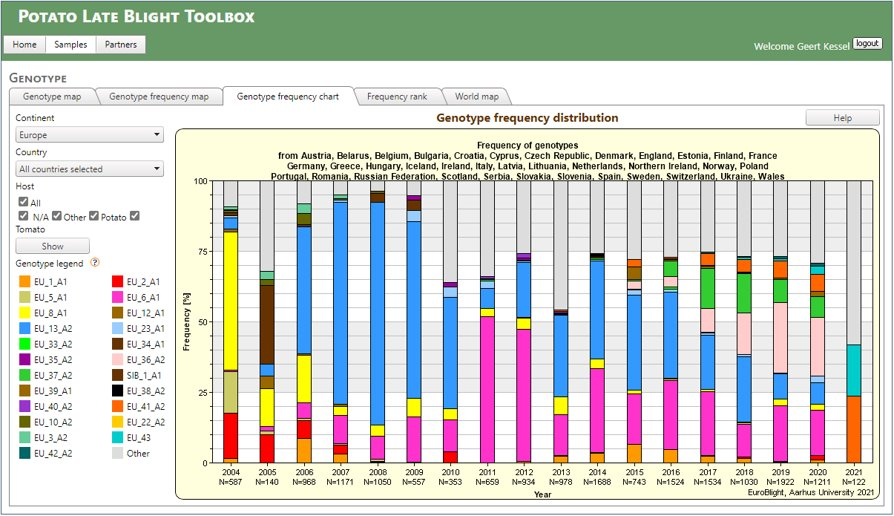 POTATO LATE BLIGHT TOOLBOX
Home Samples Partners
Welcome Geert Kessel logout
GENOTYPE
Genotype map Genotype frequency map Genotype frequency chart Frequency rank World map
Continent
Europe
Country
All countries selected
Host
All
N/A Other Potato
Tomato
Show
Genotype legend ?
EU_1_A1 EU_2_A1
EU_5_A1 EU_6_A1
EU_8_A1 EU_12_A1
EU_13_A2 EU_23_A1
EU_33_A2 EU_34_A1
EU_35_A2 EU_36_A2
EU_37_A2 SIB_1_A1
EU_39_A1 EU_38_A2
EU_40_A2 EU_41_A2
EU_10_A2 EU_22_A2
EU_3_A2 EU_43
EU_42_A2 Other
Genotype frequency distribution
Help
Frequency of genotypes
from Austria, Belarus, Belgium, Bulgaria, Croatia, Cyprus, Czech Republic, Denmark, England, Estonia, Finland, France
Germany, Greece, Hungary, Iceland, Ireland, Italy, Latvia, Lithuania, Netherlands, Northern Ireland, Norway, Poland
Portugal, Romania, Russian Federation, Scotland, Serbia, Slovakia, Slovenia, Spain, Sweden, Switzerland, Ukraine, Wales
100
75
50
25
0
Frequency [%]
2004 2005 2006 2007 2008 2009 2010 2011 2012 2013 2014 2015 2016 2017 2018 2019 2020 2021
N=587 N=140 N=968 N=1171 N=1050 N=557 N=353 N=659 N=934 N=978 N=1688 N=743 N=1524 N=1534 N=1030 N=1922 N=1211 N=122
Year
EuroBlight, Aarhus University 2021